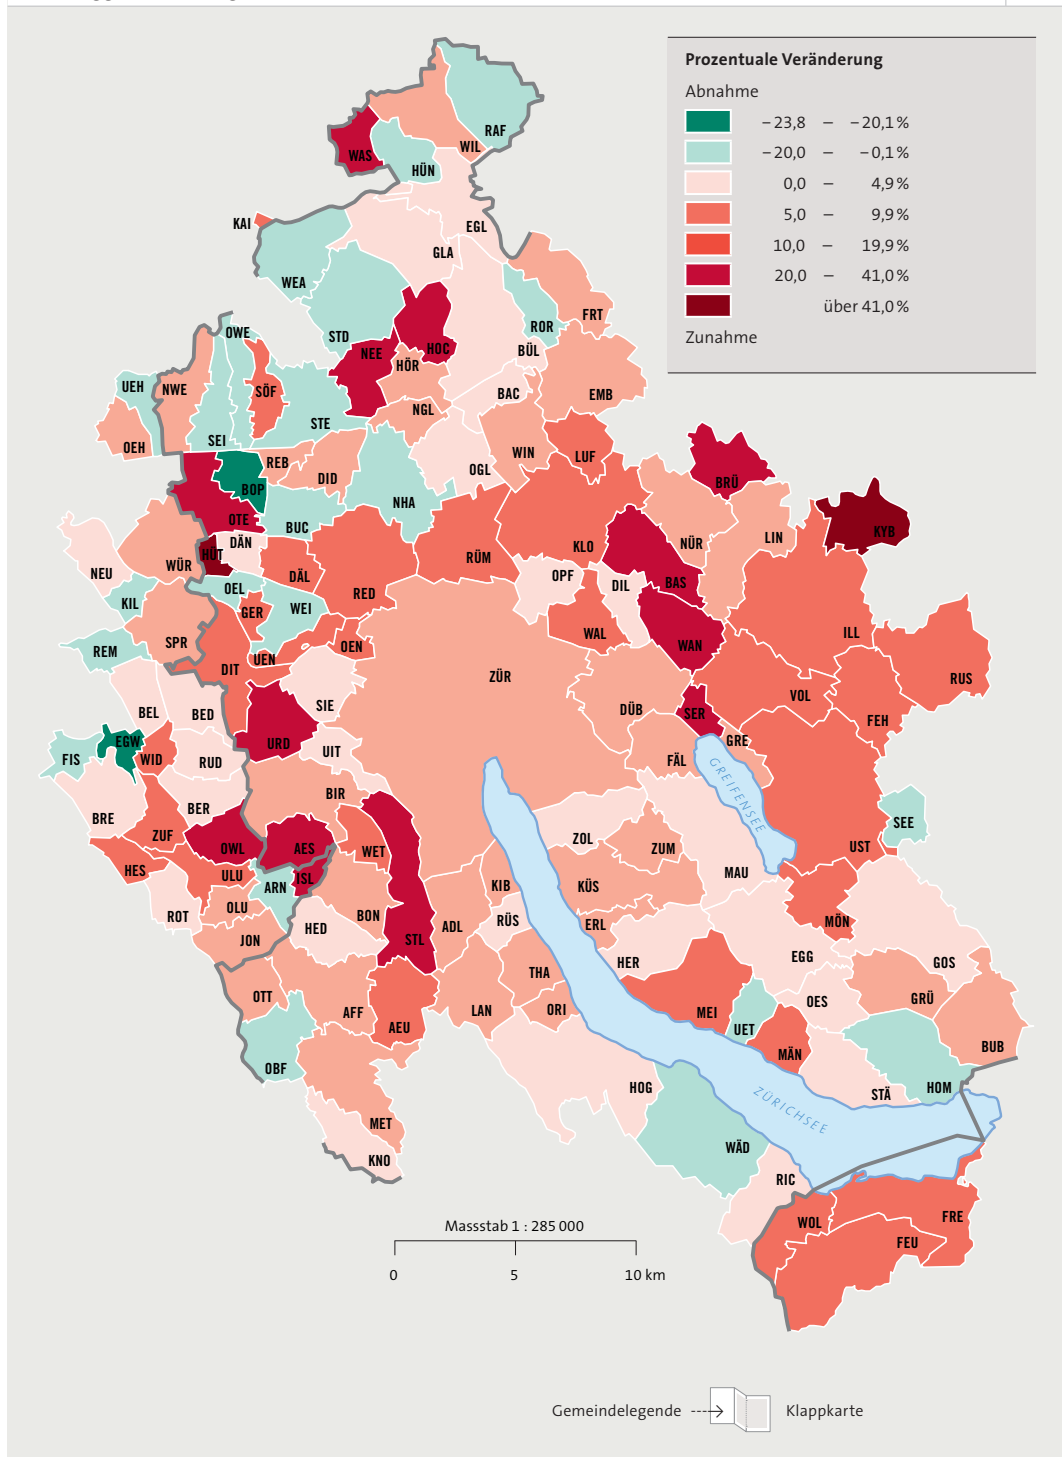 Prozentuale Veränderung
Abnahme
–23,8 – –20,1%
–20,0 – –0,1%
0,0 – 4,9%
5,0 – 9,9%
10,0 – 19,9%
20,0 – 41,0%
über 41,0%
Zunahme
RAF
WIL
WAS
HÜN
KAI
EGL
GLA
WEA
FRT
ROR
OWE
STD
NEE
HOC
BÜL
HÖR
UEH
NWE
SÖF
BAC
EMB
NGL
STE
OEH
SEI
WIN
LUF
REB
OGL
DID
BRÜ
BOP
NHA
OTE
BUC
KYB
LIN
DÄN
NÜR
KLO
HÜT
RÜM
WÜR
NEU
DÄL
OPF
BAS
DIL
OEL
RED
KIL
WEI
GER
WAL
ILL
SPR
OEN
WAN
REM
UEN
DIT
ZÜR
RUS
VOL
SIE
DÜB
BEL
BED
SER
FEH
EGW
URD
GRE
UIT
FIS
WID
RUD
FÄL
GREIFENSEE
BIR
BER
BRE
SEE
ZUF
ZOL
OWL
AES
WET
ZUM
UST
HES
ULU
ISL
MAU
ARN
KIB
KÜS
OLU
BON
ROT
RÜS
MÖN
HED
ADL
ERL
JON
STL
EGG
HER
GOS
THA
OTT
GRÜ
OES
AFF
LAN
ORI
MEI
AEU
UET
BUB
MÄN
OBF
HOG
HOM
STÄ
ZÜRICHSEE
MET
WÄD
KNO
RIC
WOL
FRE
FEU
Massstab 1 : 285 000
0 5 10 km
Gemeindelegende Klappkarte